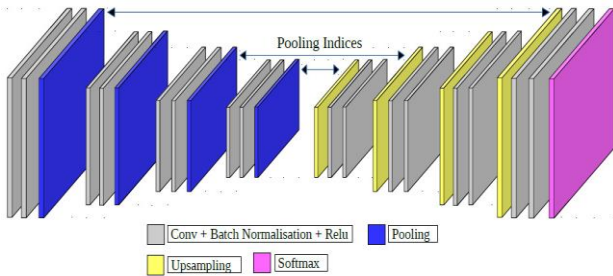 Pooling Indices
Conv + Batch Normalisation + Relu
Pooling
Upsampling
Softmax